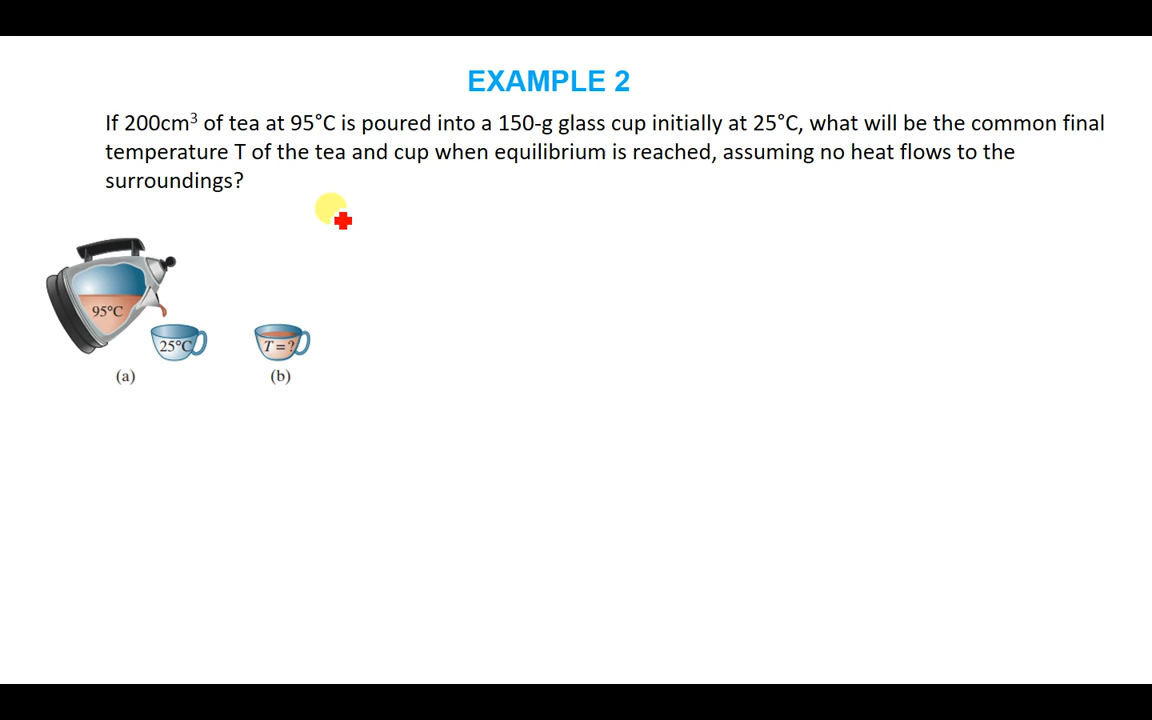 EXAMPLE 2
If 200cm³ of tea at 95°C is poured into a 150-g glass cup initially at 25°C, what will be the common final
temperature T of the tea and cup when equilibrium is reached, assuming no heat flows to the
surroundings?
95°C
25°C
T = ?
(a)
(b)